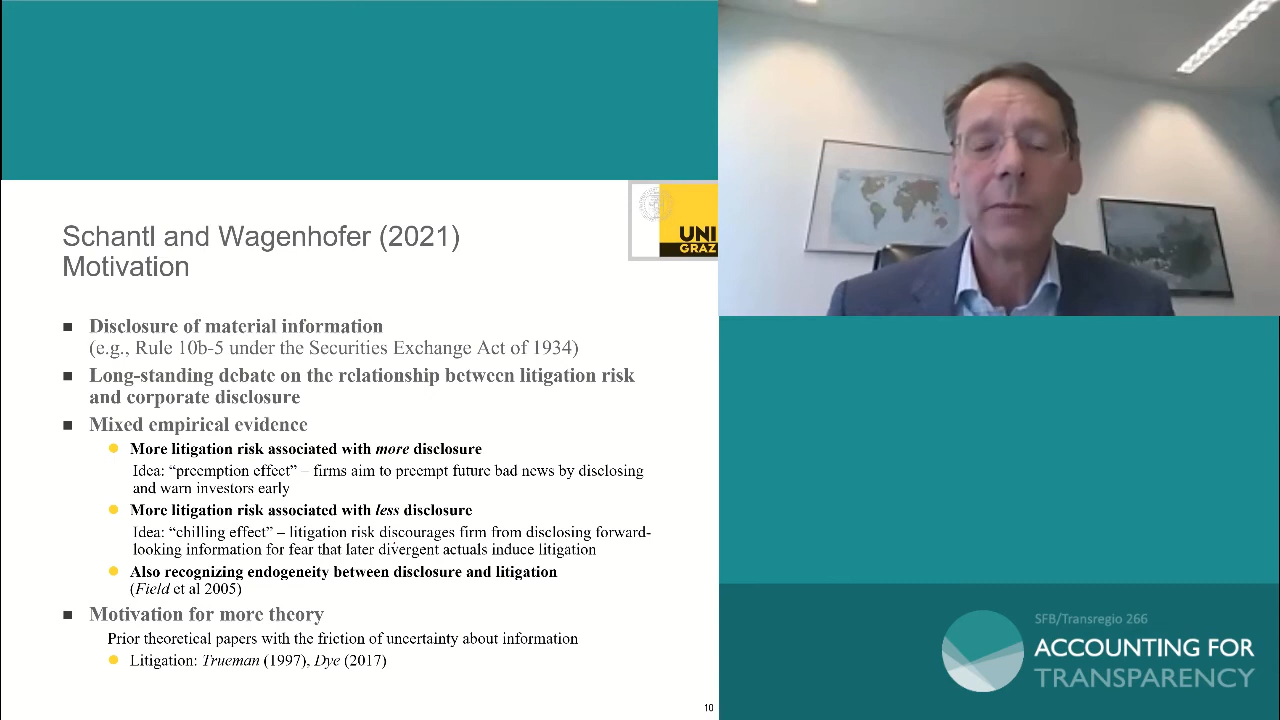 Schantl and Wagenhofer (2021)
Motivation
UNI
GRAZ
Disclosure of material information
(e.g., Rule 10b-5 under the Securities Exchange Act of 1934)
Long-standing debate on the relationship between litigation risk
and corporate disclosure
Mixed empirical evidence
More litigation risk associated with more disclosure
Idea: “preemption effect” – firms aim to preempt future bad news by disclosing
and warn investors early
More litigation risk associated with less disclosure
Idea: “chilling effect” – litigation risk discourages firm from disclosing forward-
looking information for fear that later divergent actuals induce litigation
Also recognizing endogeneity between disclosure and litigation
(Field et al 2005)
Motivation for more theory
Prior theoretical papers with the friction of uncertainty about information
Litigation: Trueman (1997), Dye (2017)
10
SFB/Transregio 266
ACCOUNTING FOR
TRANSPARENCY